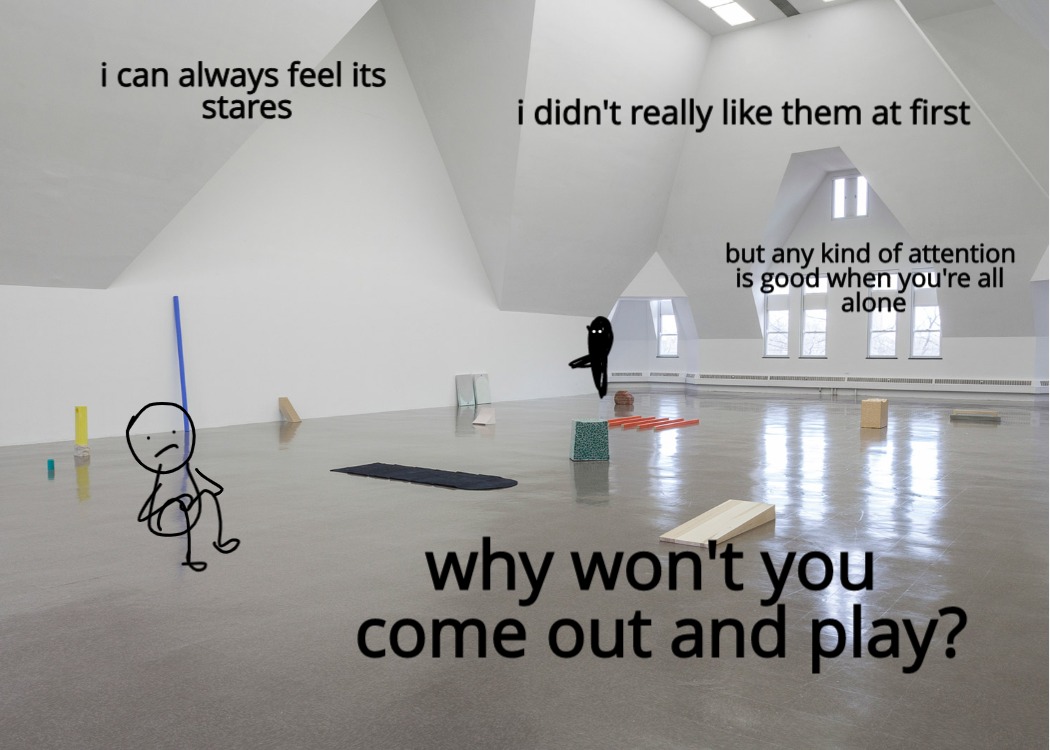 i can always feel its
stares
i didn't really like them at first
but any kind of attention
is good when you're all
alone
why won't you
come out and play?